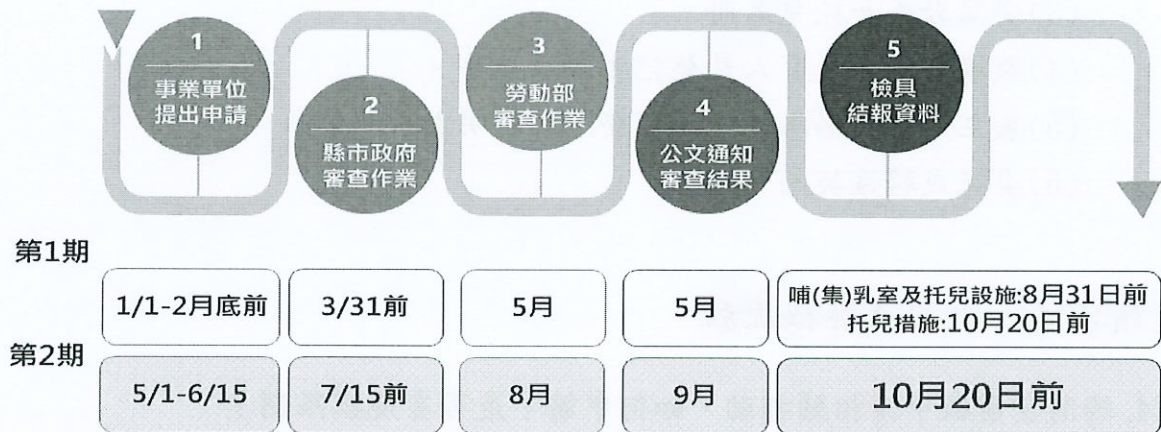 1
事業單位
提出申請
2
縣市政府
審查作業
3
勞動部
審查作業
4
公文通知
審查結果
5
檢具
結報資料
第1期
1/1-2月底前
3/31前
5月
5月
哺(集)乳室及托兒設施:8月31日前
托兒措施:10月20日前
第2期
5/1-6/15
7/15前
8月
9月
10月20日前